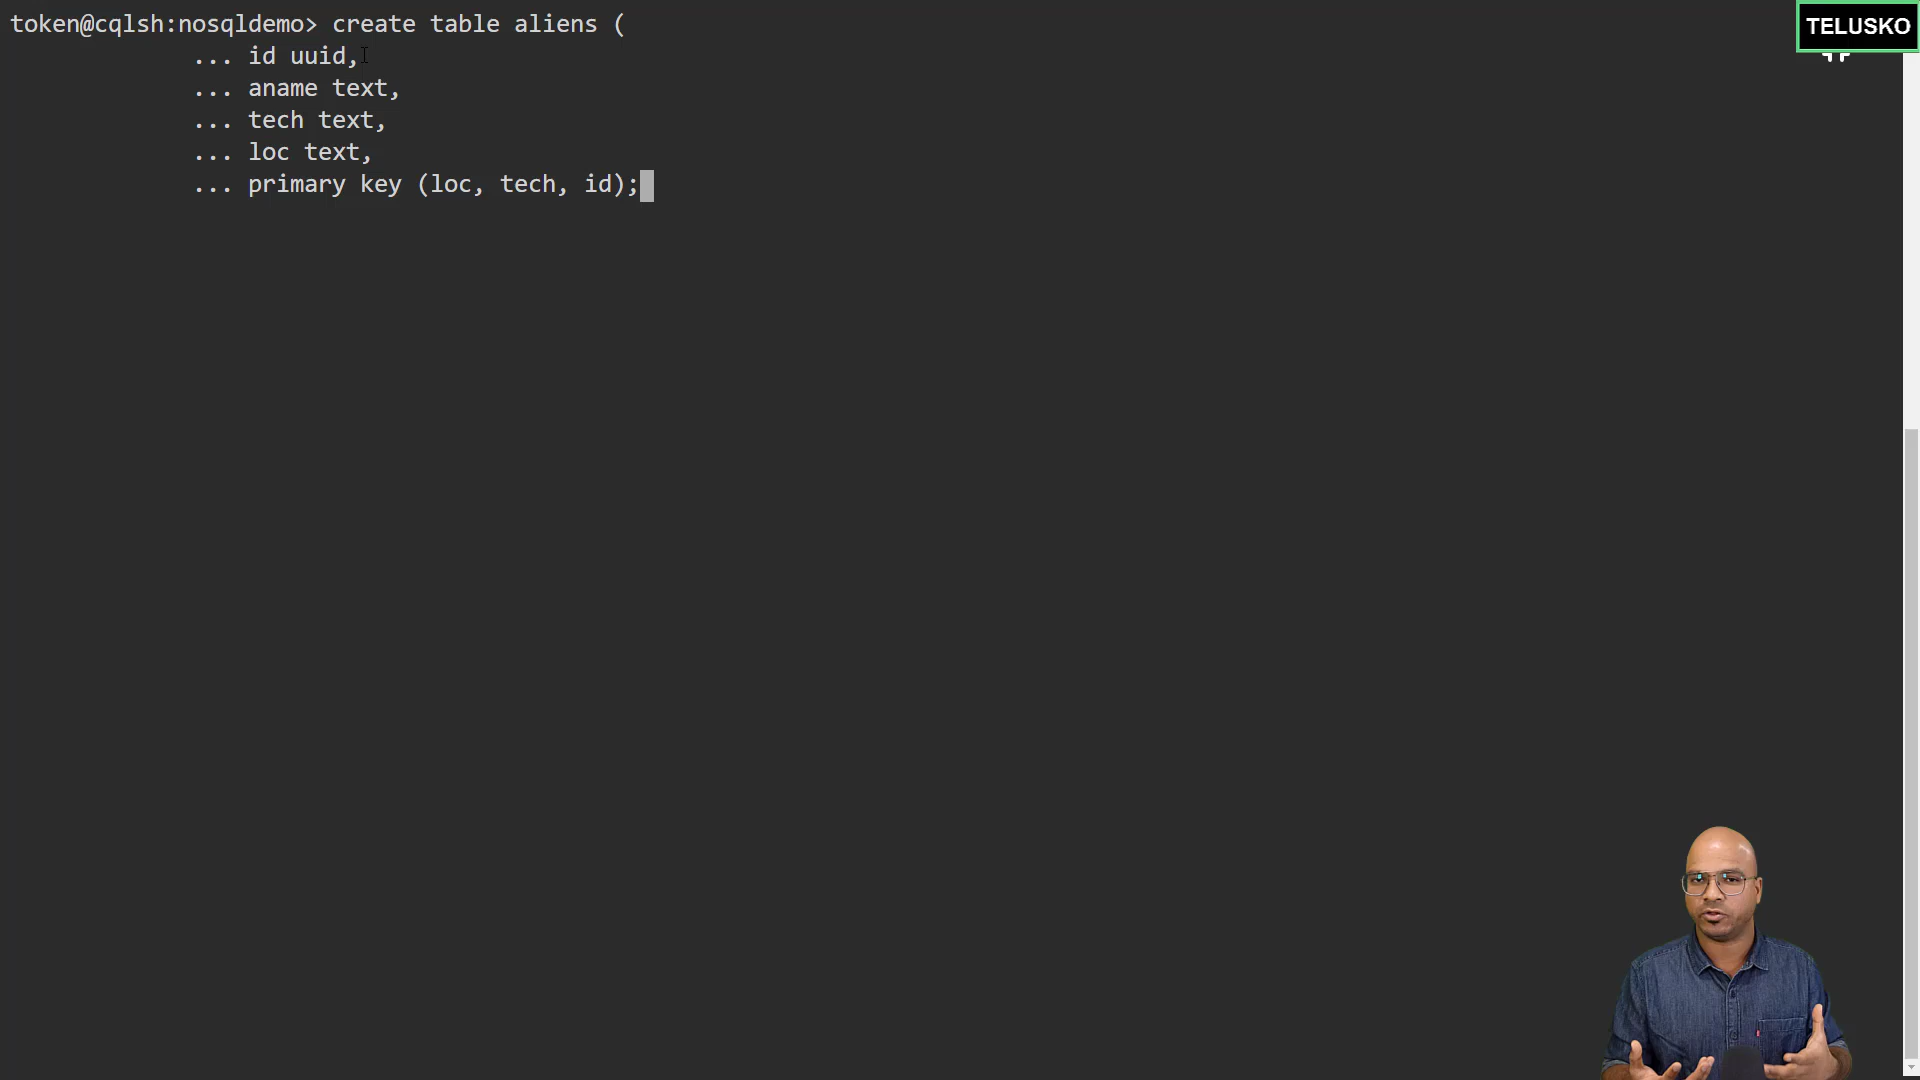 token@cqlsh:nosqldemo> create table aliens (
... id uuid,
... aname text,
... tech text,
... loc text,
... primary key (loc, tech, id);
TELUSKO